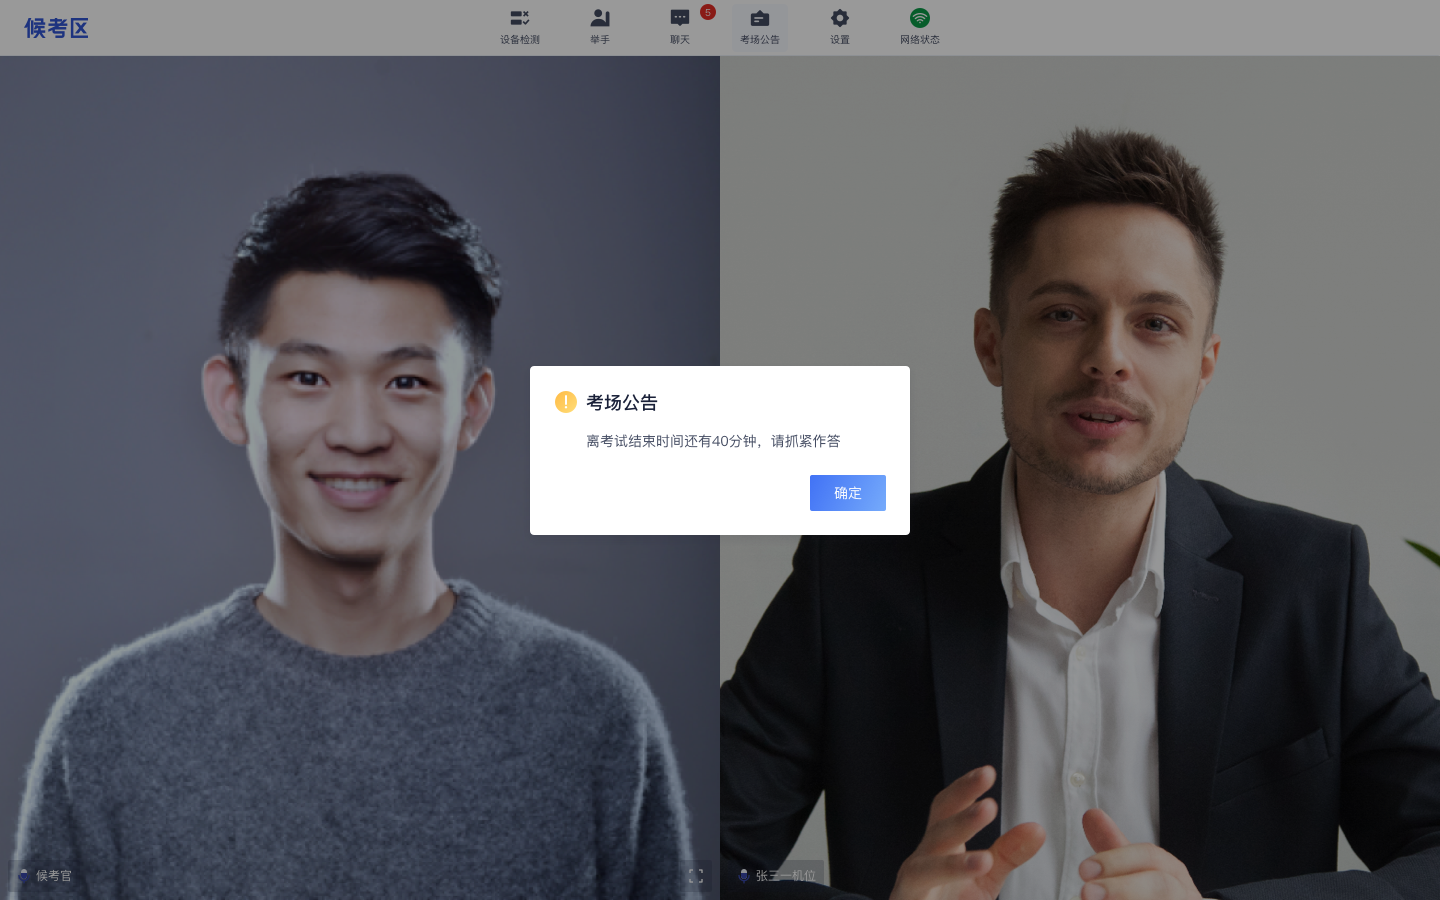 候考区
设备检测
举手
聊天
5
考场公告
设置
网络状态
考场公告
离考试结束时间还有40分钟，请抓紧作答
确定
候考官
张三一机位